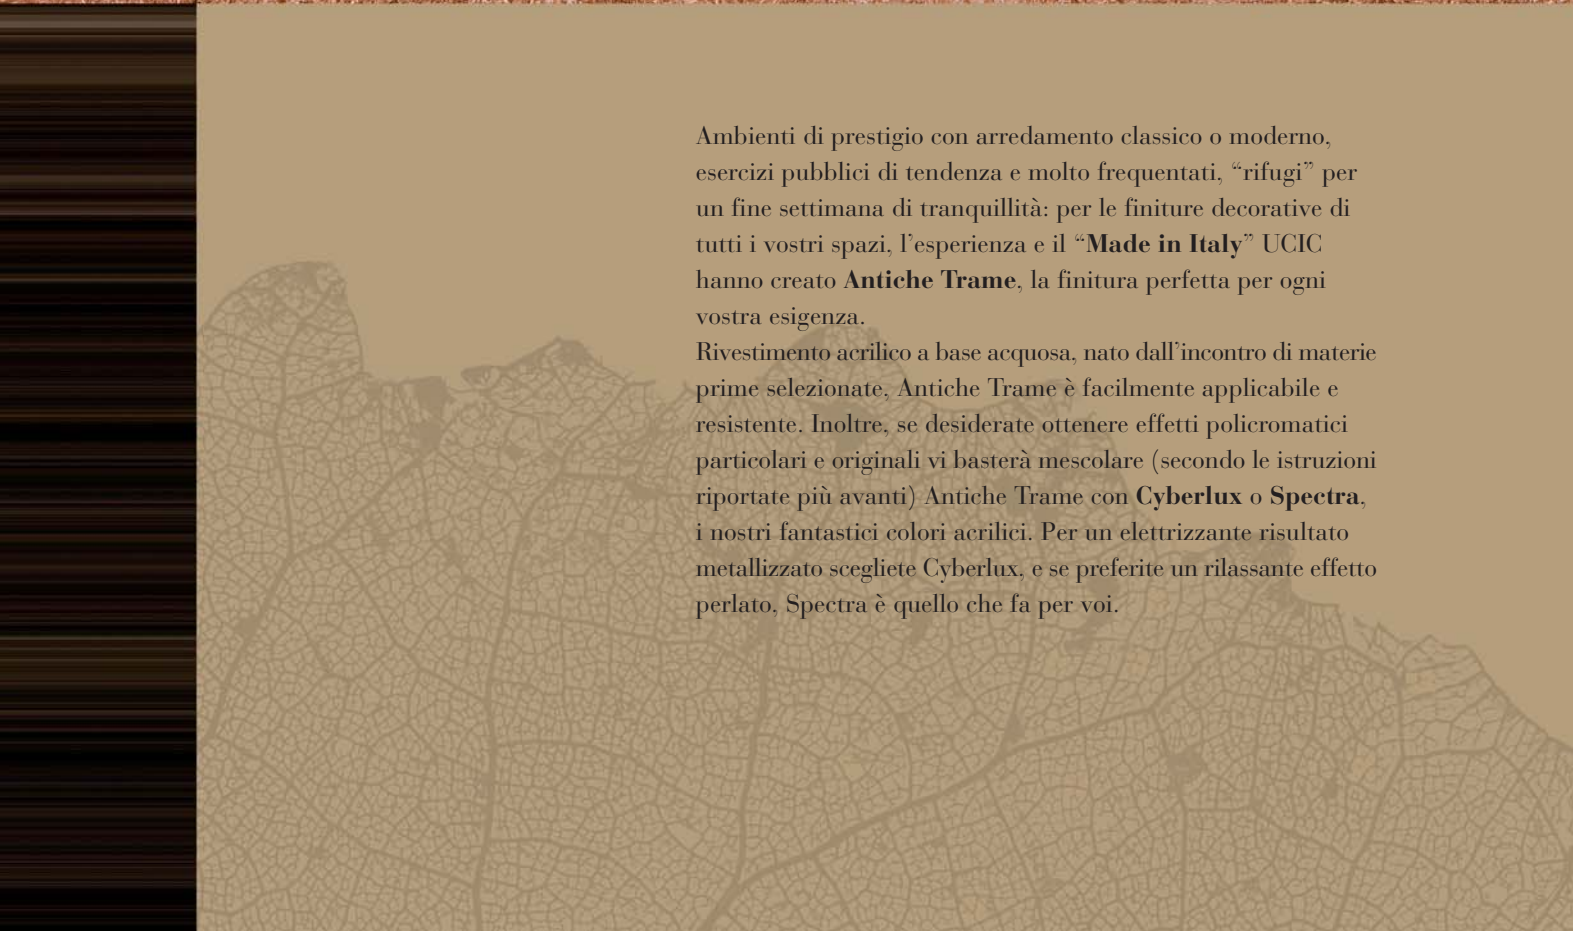 Ambienti di prestigio con arredamento classico o moderno,
esercizi pubblici di tendenza e molto frequentati, “rifugi” per
un fine settimana di tranquillità: per le finiture decorative di
tutti i vostri spazi, l’esperienza e il “Made in Italy” UCIC
hanno creato Antiche Trame, la finitura perfetta per ogni
vostra esigenza.
Rivestimento acrilico a base acquosa, nato dall’incontro di materie
prime selezionate, Antiche Trame è facilmente applicabile e
resistente. Inoltre, se desiderate ottenere effetti policromatici
particolari e originali vi basterà mescolare (secondo le istruzioni
riportate più avanti) Antiche Trame con Cyberlux o Spectra,
i nostri fantastici colori acrilici. Per un elettrizzante risultato
metallizzato scegliete Cyberlux, e se preferite un rilassante effetto
perlato, Spectra è quello che fa per voi.